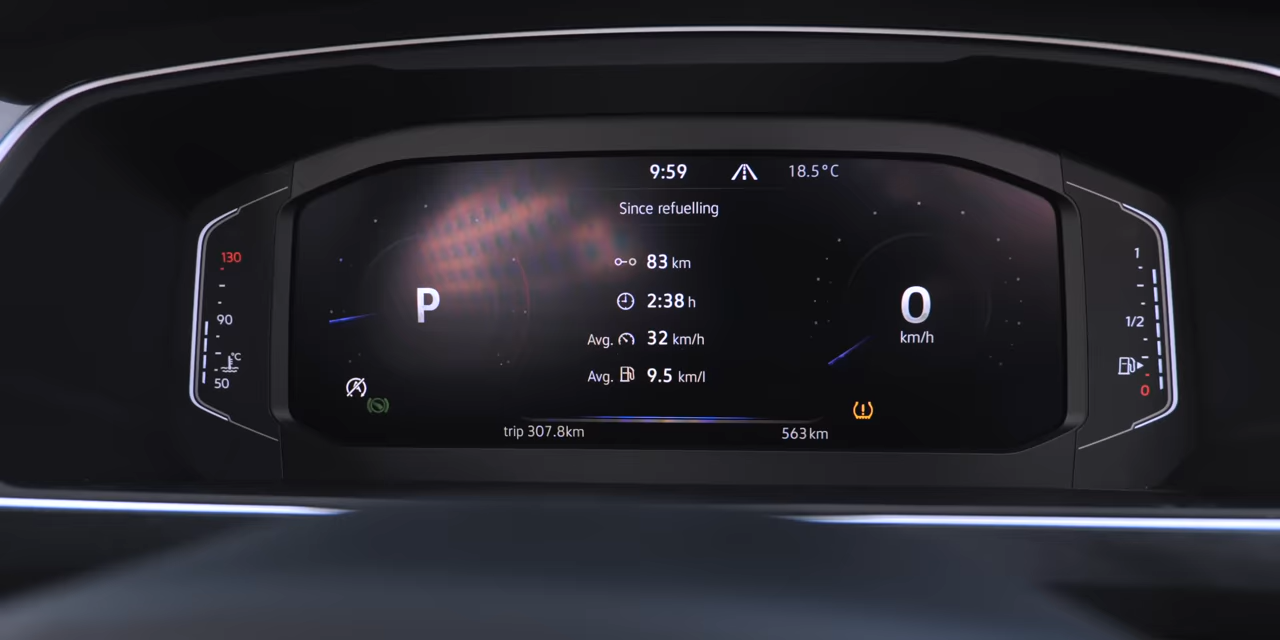 9:59 18.5°C
Since refuelling
130
90
°C
50
P
83 km
2:38 h
Avg. 32 km/h
Avg. 9.5 km/l
0
km/h
1
1/2
0
trip 307.8km
563km